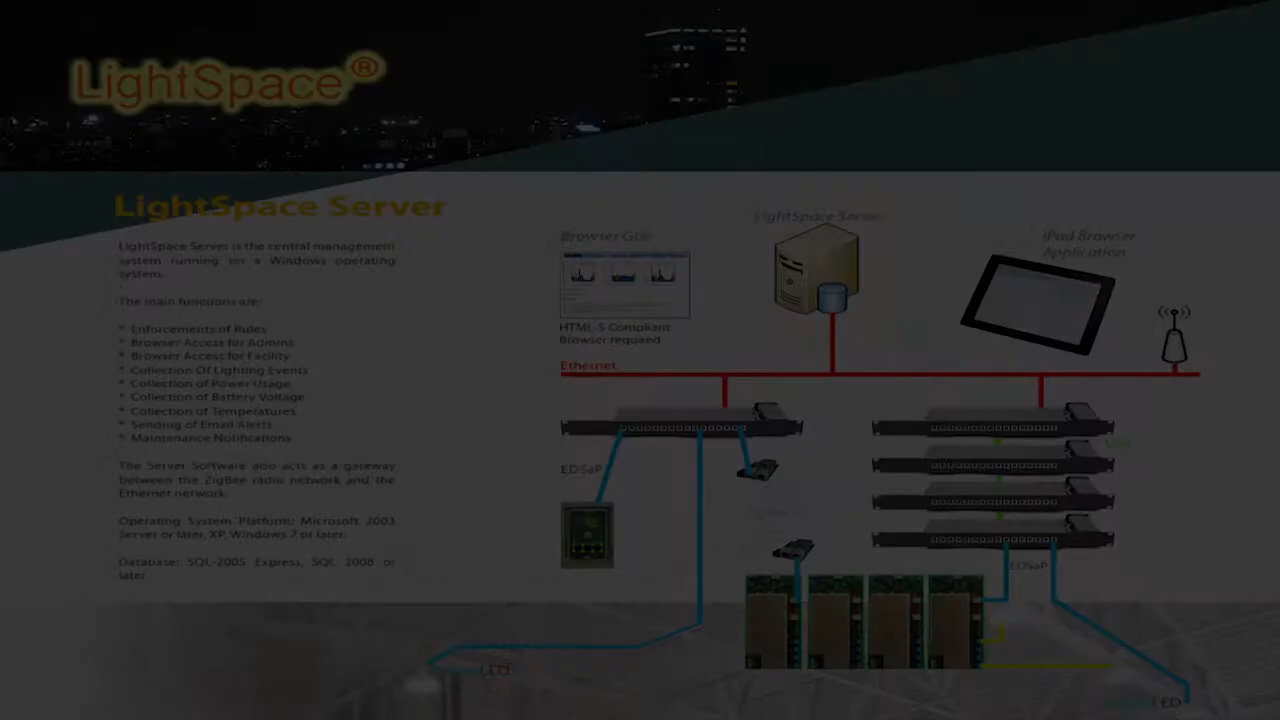 LightSpace®
LightSpace Server
LightSpace Server is the central management
system running on a Windows operating
system.
The main functions are:
* Enforcements of Rules
* Browser Access for Admins
* Browser Access for Facility
* Collection Of Lighting Events
* Collection of Power Usage
* Collection of Battery Voltage
* Collection of Temperatures
* Sending of Email Alerts
* Maintenance Notifications
The Server Software also acts as a gateway
between the ZigBee radio network and the
Ethernet network.
Operating System Platform: Microsoft 2003
Server or later, XP, Windows 7 or later.
Database: SQL-2005 Express, SQL 2008 or
later
LightSpace Server
Browser GUI
iPad Browser
Application
HTML-5 Compliant
Browser required
Ethernet
EDSaP
EDSaP
LED
LED